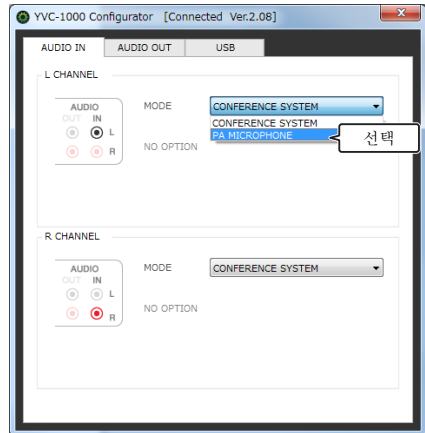 YVC-1000 Configurator [Connected Ver.2.08]
AUDIO IN AUDIO OUT USB
L CHANNEL
AUDIO
OUT IN
L
R
MODE CONFERENCE SYSTEM
CONFERENCE SYSTEM
PA MICROPHONE
선택
NO OPTION
R CHANNEL
AUDIO
OUT IN
L
R
MODE CONFERENCE SYSTEM
NO OPTION